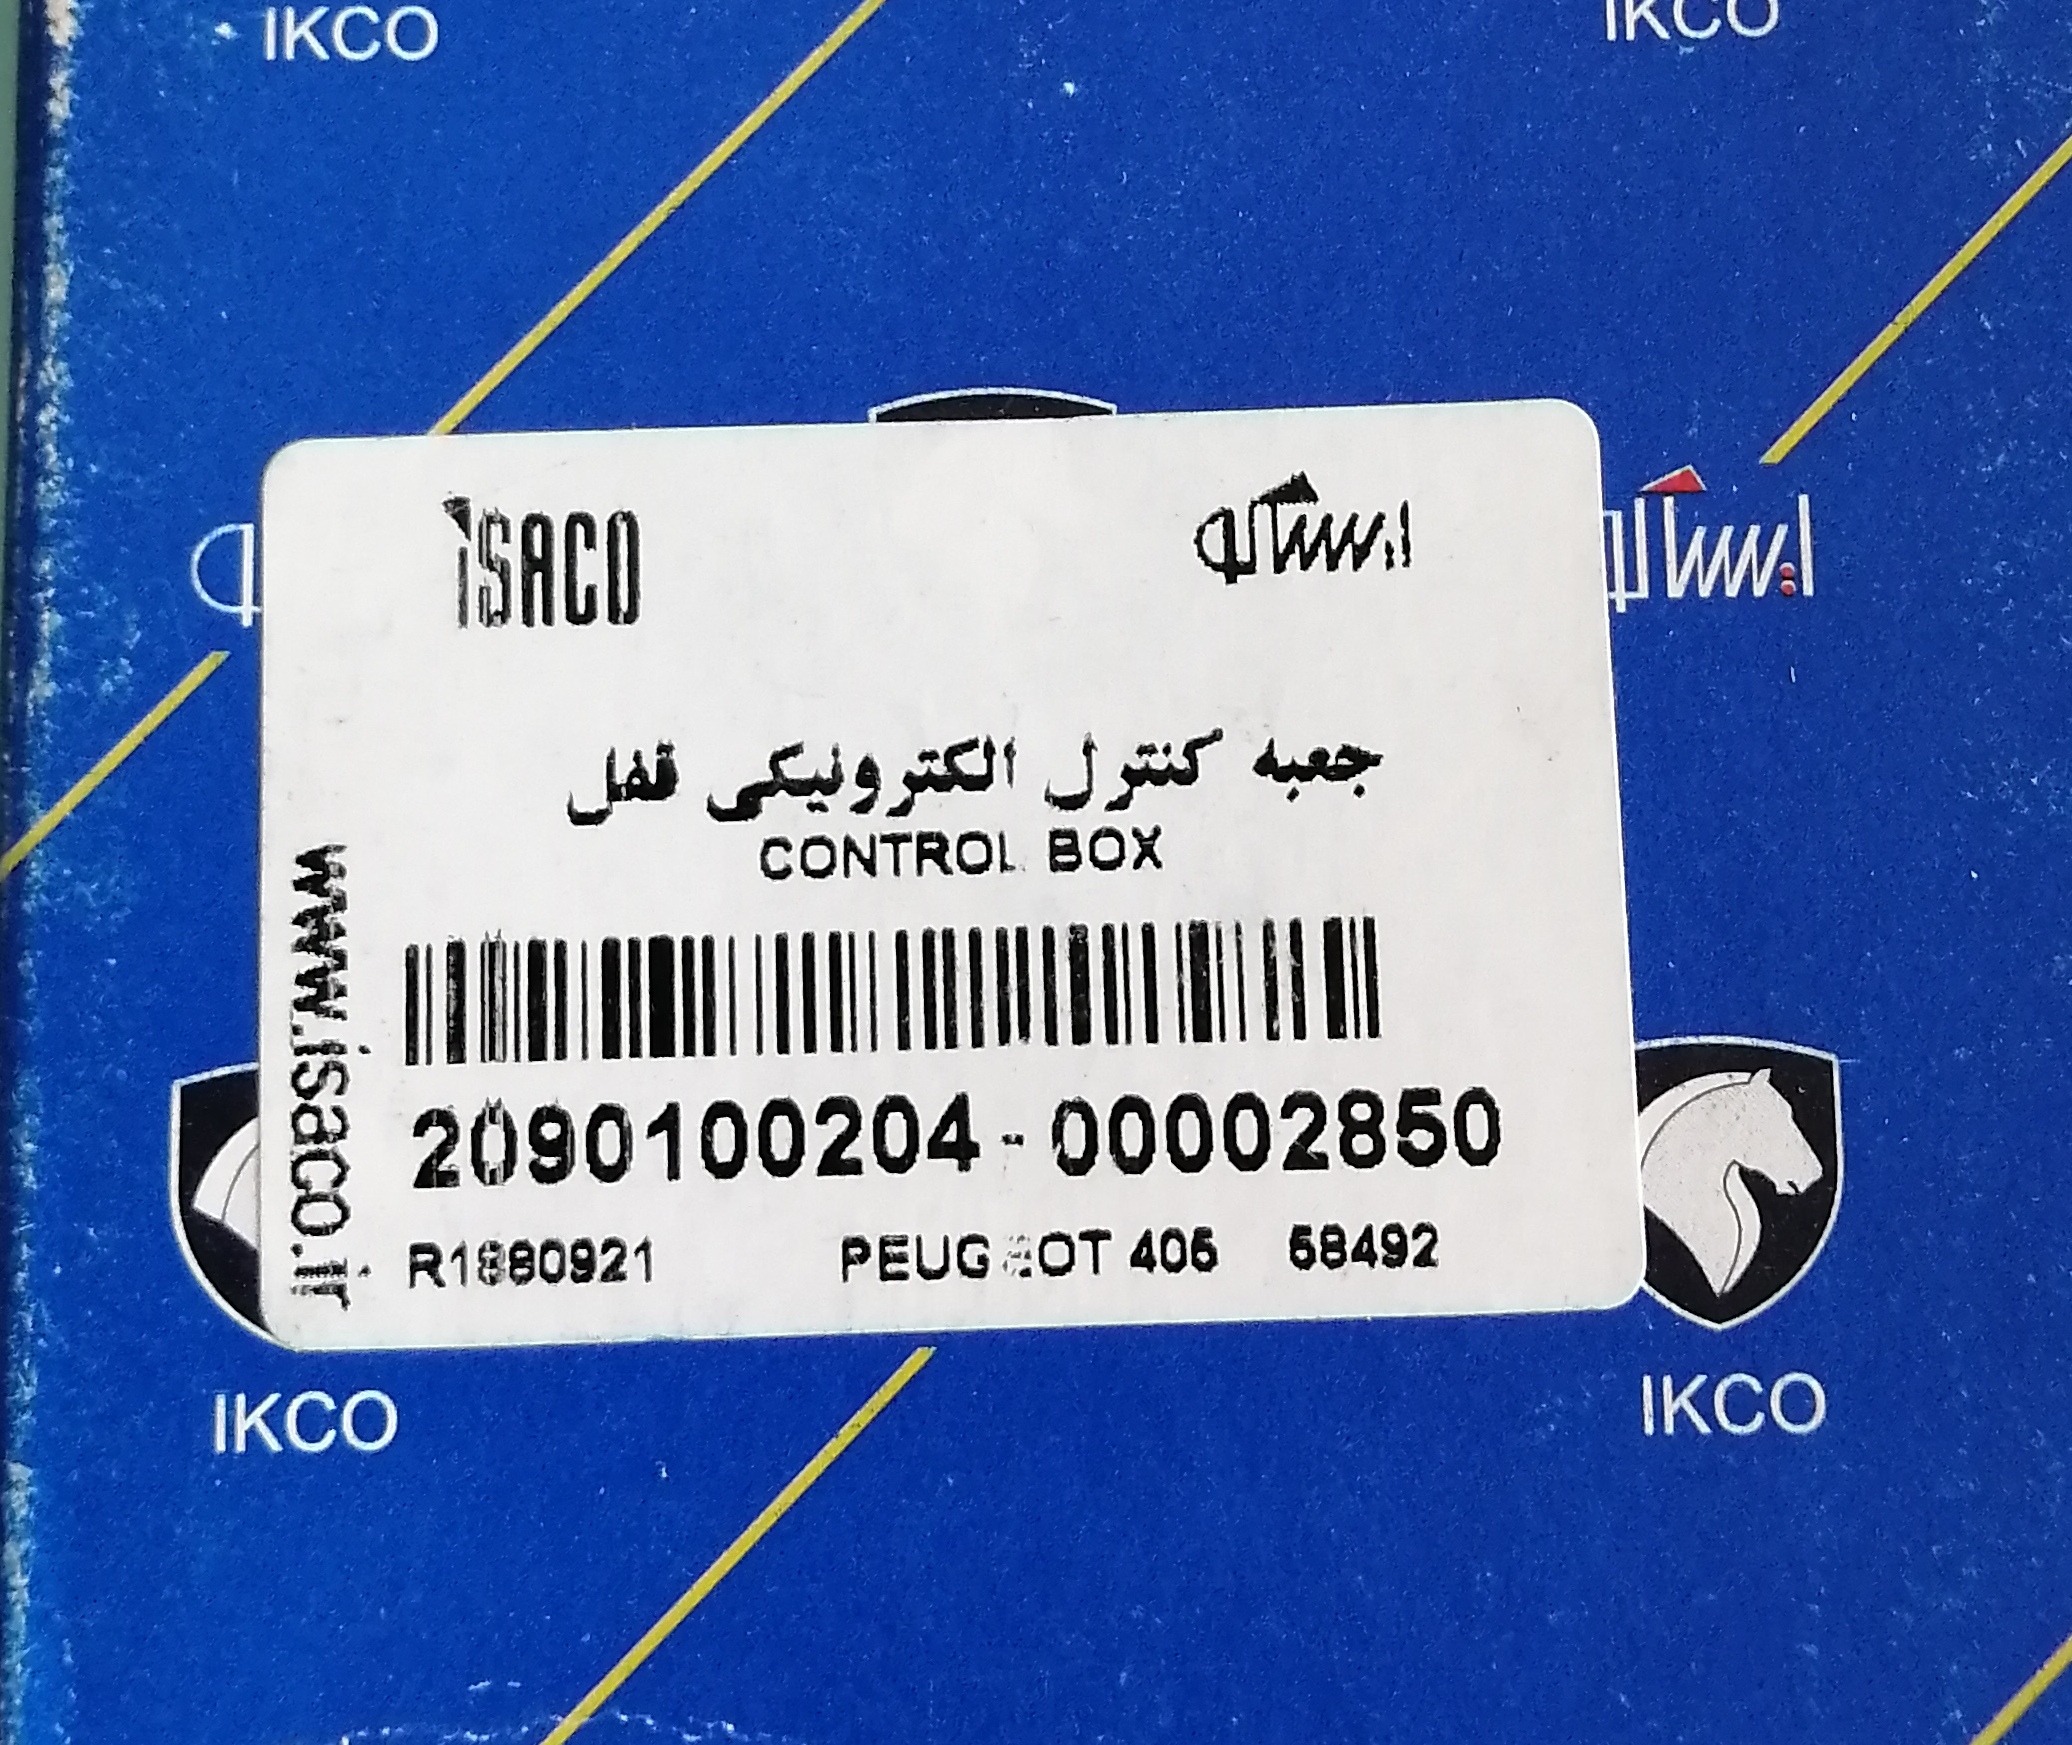 IKCO
IKCO
ISACO
ایساکو
ایساکو
جعبه کنترل الکترونیکی قفل
CONTROL BOX
2090100204-00002850
R1880921 PEUGEOT 405 58492
www.isaco.ir
IKCO
IKCO